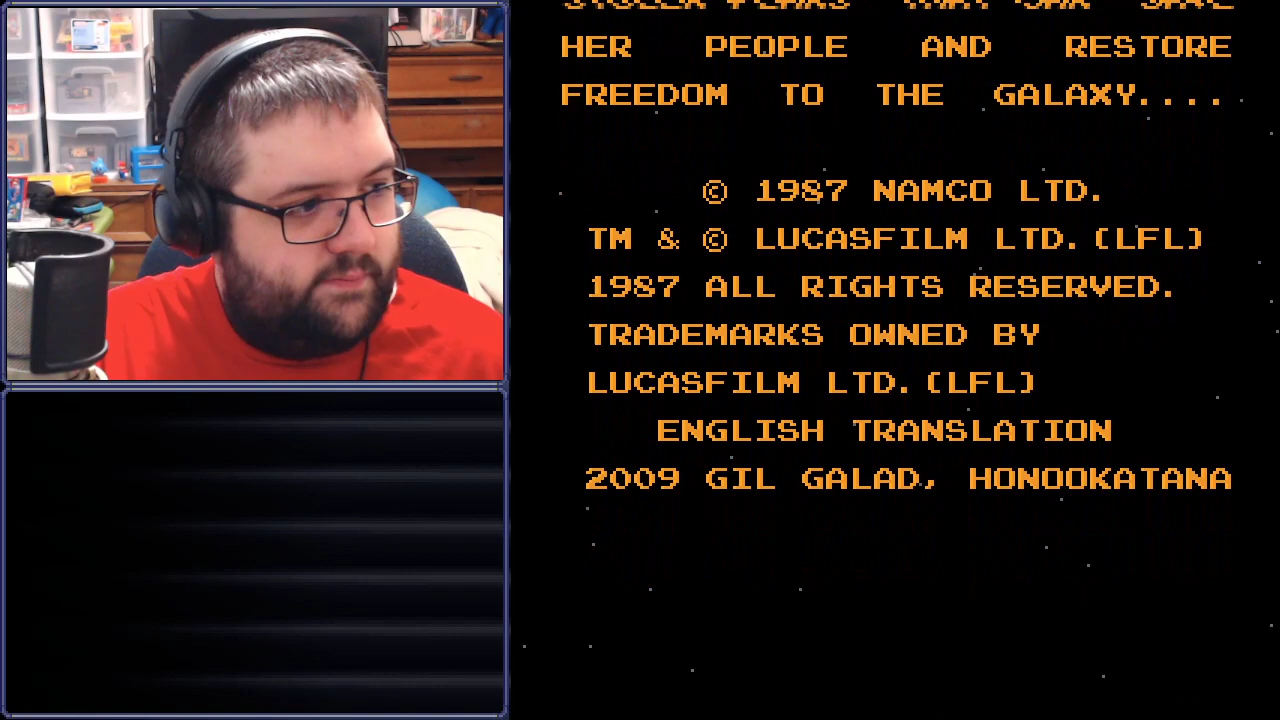 HER PEOPLE AND RESTORE
FREEDOM TO THE GALAXY....
© 1987 NAMCO LTD.
TM & © LUCASFILM LTD.(LFL)
1987 ALL RIGHTS RESERVED.
TRADEMARKS OWNED BY
LUCASFILM LTD.(LFL)
ENGLISH TRANSLATION
2009 GIL GALAD, HONOOKATANA